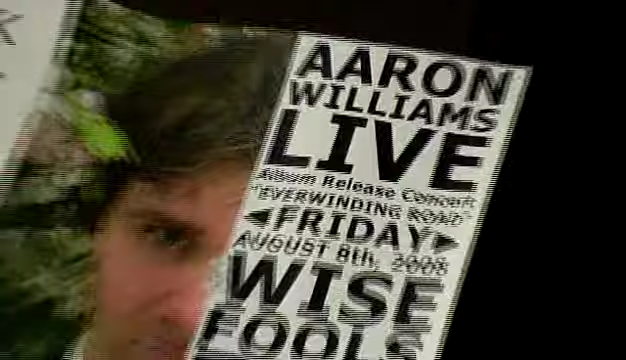 AARON
WILLIAMS
LIVE
Album Release Concert
"EVERWINDING ROAD"
◀FRIDAY▶
AUGUST 8th, 2008
WISE
FOOLS